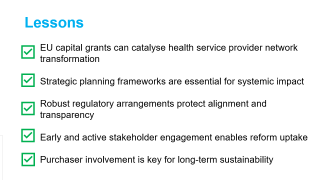 Lessons
EU capital grants can catalyse health service provider network
transformation
Strategic planning frameworks are essential for systemic impact
Robust regulatory arrangements protect alignment and
transparency
Early and active stakeholder engagement enables reform uptake
Purchaser involvement is key for long-term sustainability